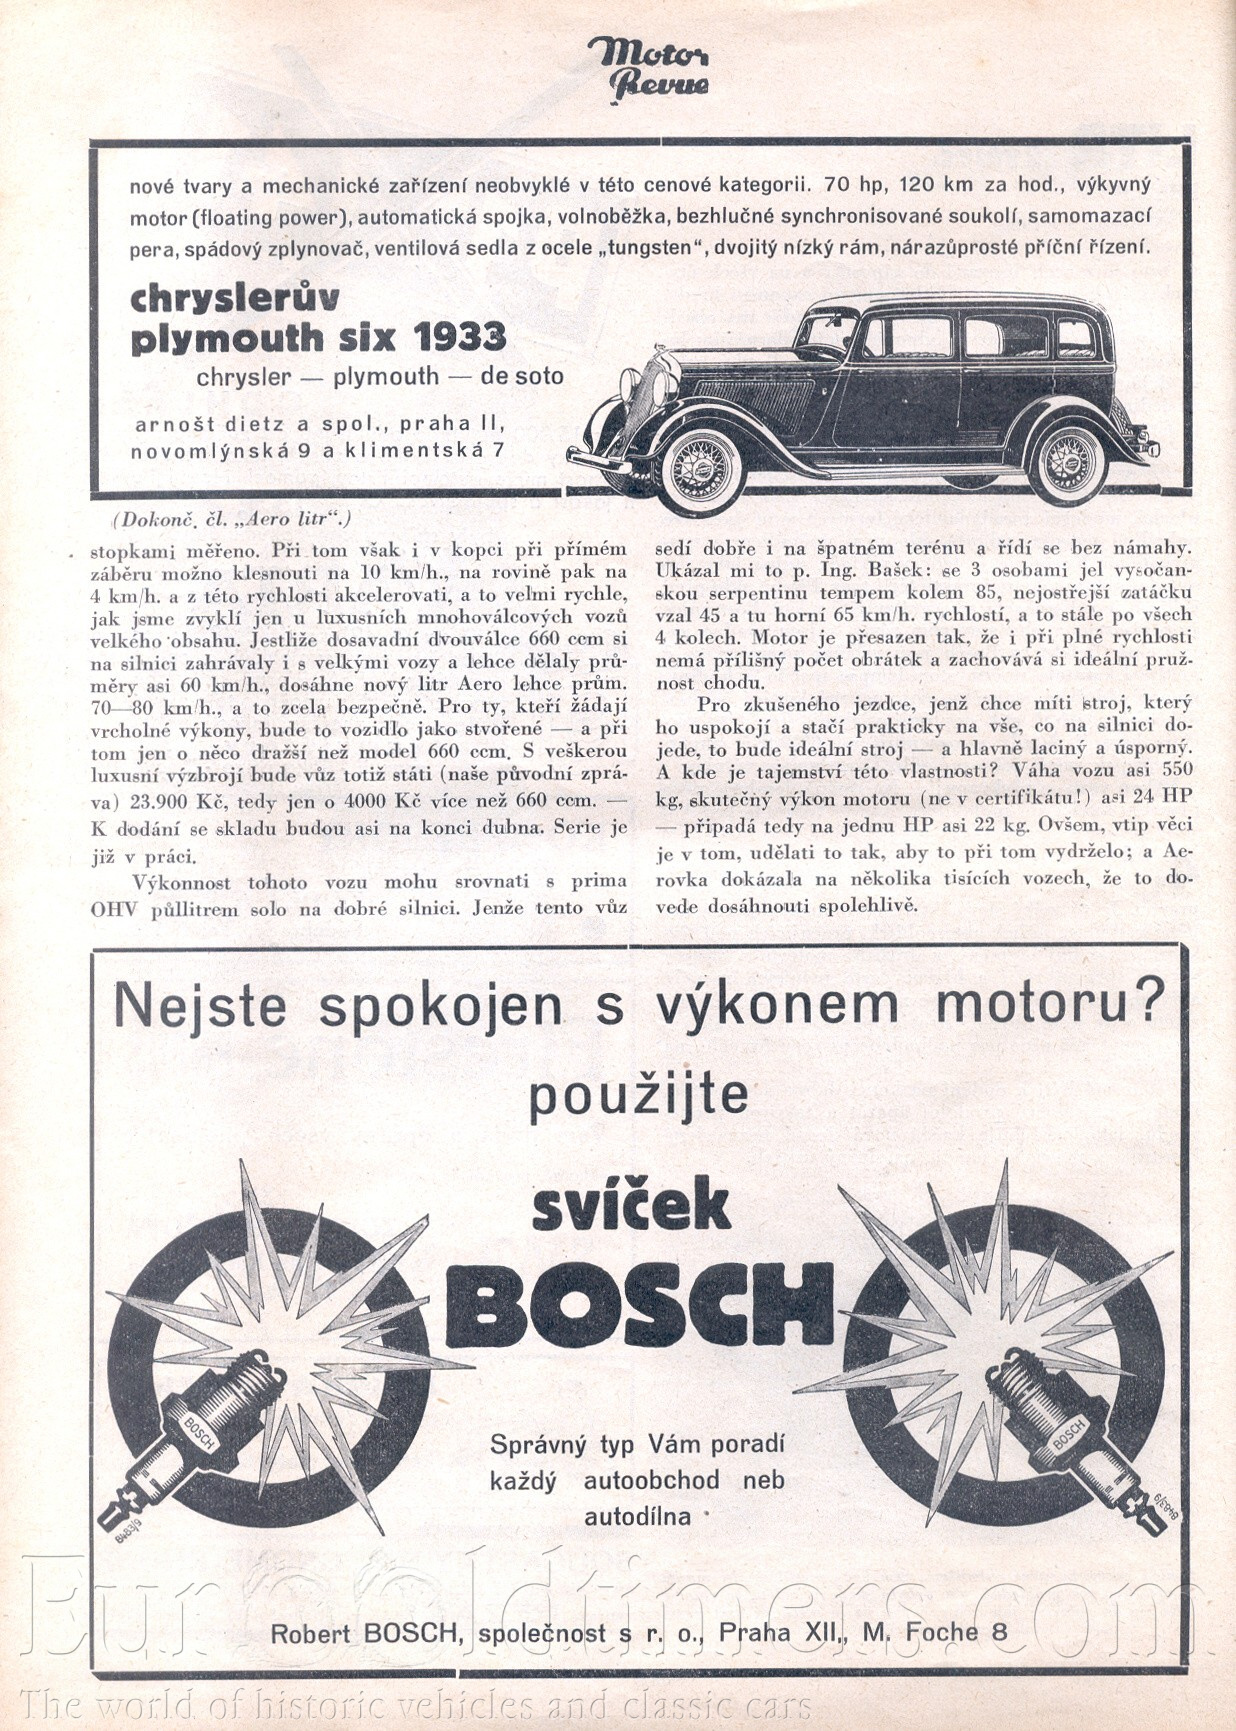 Motor
Revue
nové tvary a mechanické zařízení neobvyklé v této cenové kategorii. 70 hp, 120 km za hod., výkyvný
motor (floating power), automatická spojka, volnoběžka, bezhlučné synchronisované soukolí, samomazací
pera, spádový zplynovač, ventilová sedla z ocele „tungsten“, dvojitý nízký rám, nárazůprosté příční řízení.
chryslerův
plymouth six 1933
chrysler — plymouth — de soto
arnošt dietz a spol., praha II,
novomlýnská 9 a klimentská 7
(Dokonč. čl. „Aero litr“.)
stopkami měřeno. Při tom však i v kopci při přímém
záběru možno klesnouti na 10 km/h., na rovině pak na
4 km/h. a z této rychlosti akcelerovati, a to velmi rychle,
jak jsme zvyklí jen u luxusních mnohoválcových vozů
velkého obsahu. Jestliže dosavadní dvouválce 660 ccm si
na silnici zahrávaly i s velkými vozy a lehce dělaly prů-
měry asi 60 km/h., dosáhne nový litr Aero lehce prům.
70—80 km/h., a to zcela bezpečně. Pro ty, kteří žádají
vrcholné výkony, bude to vozidlo jako stvořené — a při
tom jen o něco dražší než model 660 ccm. S veškerou
luxusní výzbrojí bude vůz totiž státi (naše původní zprá-
va) 23.900 Kč, tedy jen o 4000 Kč více než 660 ccm. —
K dodání se skladu budou asi na konci dubna. Serie je
již v práci.
Výkonnost tohoto vozu mohu srovnati s prima
OHV půllitrem solo na dobré silnici. Jenže tento vůz
sedí dobře i na špatném terénu a řídí se bez námahy.
Ukázal mi to p. Ing. Bašek: se 3 osobami jel vysočan-
skou serpentinu tempem kolem 85, nejostřejší zatáčku
vzal 45 a tu horní 65 km/h. rychlostí, a to stále po všech
4 kolech. Motor je přesazen tak, že i při plné rychlosti
nemá přílišný počet obrátek a zachovává si ideální pruž-
nost chodu.
Pro zkušeného jezdce, jenž chce míti stroj, který
ho uspokojí a stačí prakticky na vše, co na silnici do-
jede, to bude ideální stroj — a hlavně laciný a úsporný.
A kde je tajemství této vlastnosti? Váha vozu asi 550
kg, skutečný výkon motoru (ne v certifikátu!) asi 24 HP
— připadá tedy na jednu HP asi 22 kg. Ovšem, vtip věci
je v tom, udělati to tak, aby to při tom vydrželo; a Ae-
rovka dokázala na několika tisících vozech, že to do-
vede dosáhnouti spolehlivě.
Nejste spokojen s výkonem motoru?
použijte
svíček
BOSCH
BOSCH
8483/9
BOSCH
8483/9
Správný typ Vám poradí
každý autoobchod neb
autodílna
Robert BOSCH, společnost s r. o., Praha XII., M. Foche 8
EuroOldtimers.com
The world of historic vehicles and classic cars